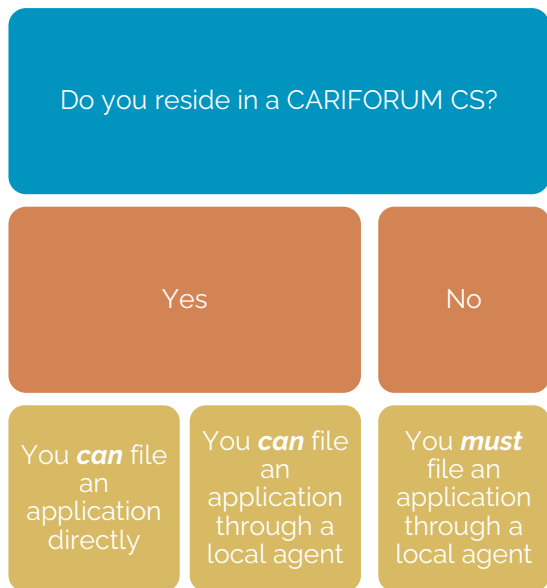 Do you reside in a CARIFORUM CS?
Yes
No
You can file
an
application
directly
You can file
an
application
through a
local agent
You must
file an
application
through a
local agent